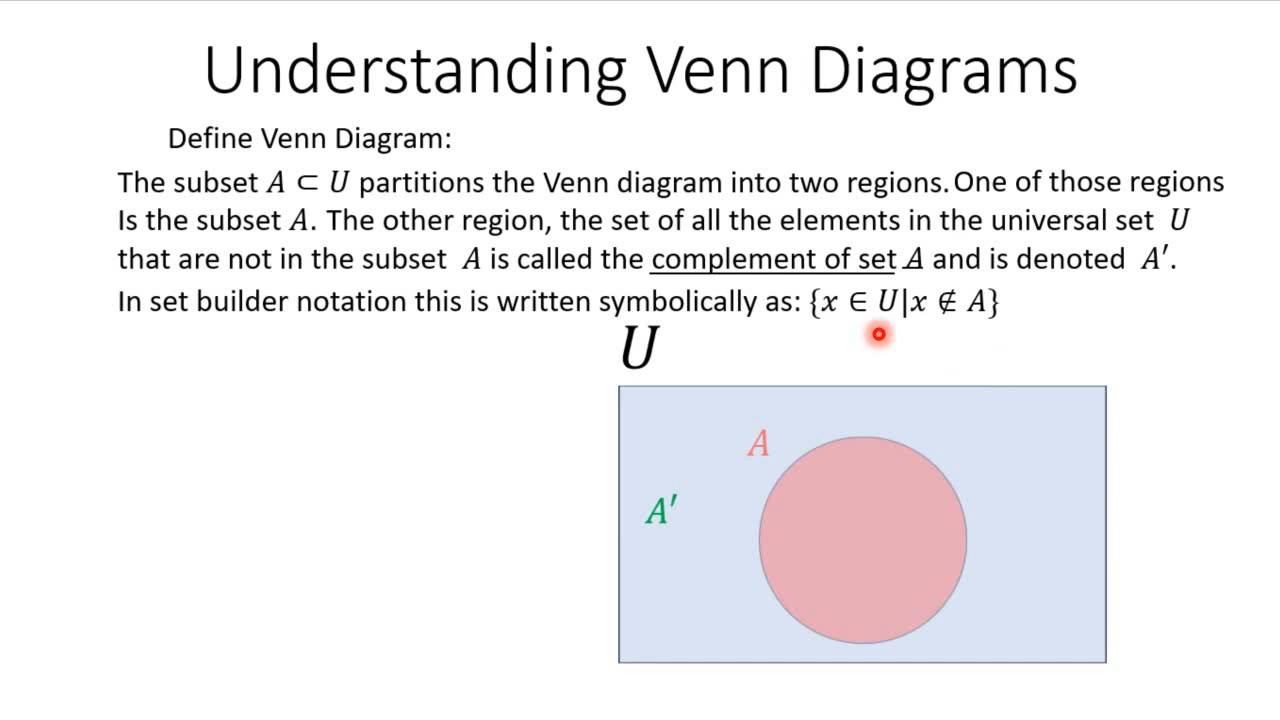 Understanding Venn Diagrams
Define Venn Diagram:
The subset A ⊂ U partitions the Venn diagram into two regions. One of those regions
Is the subset A. The other region, the set of all the elements in the universal set U
that are not in the subset A is called the complement of set A and is denoted A′.
In set builder notation this is written symbolically as: {x ∈ U|x ∉ A}
U
A
A′